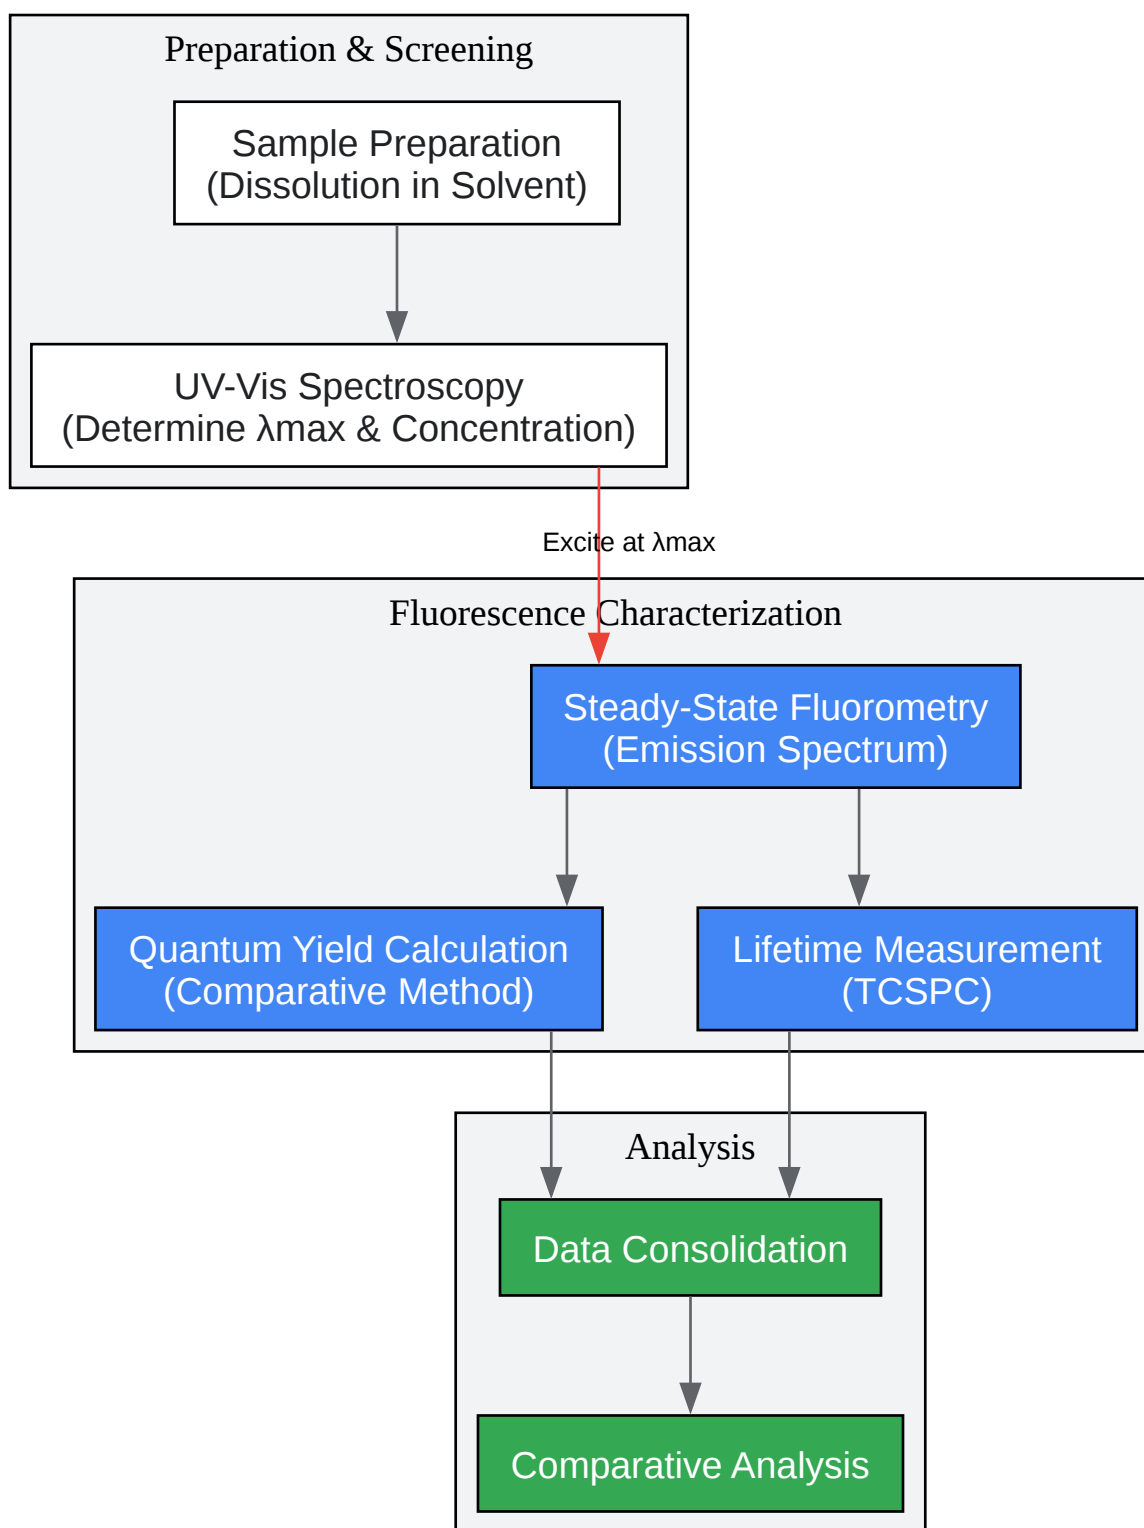 Preparation & Screening
Sample Preparation
(Dissolution in Solvent)
UV-Vis Spectroscopy
(Determine λmax & Concentration)
Excite at λmax
Fluorescence Characterization
Steady-State Fluorometry
(Emission Spectrum)
Quantum Yield Calculation
(Comparative Method)
Lifetime Measurement
(TCSPC)
Analysis
Data Consolidation
Comparative Analysis